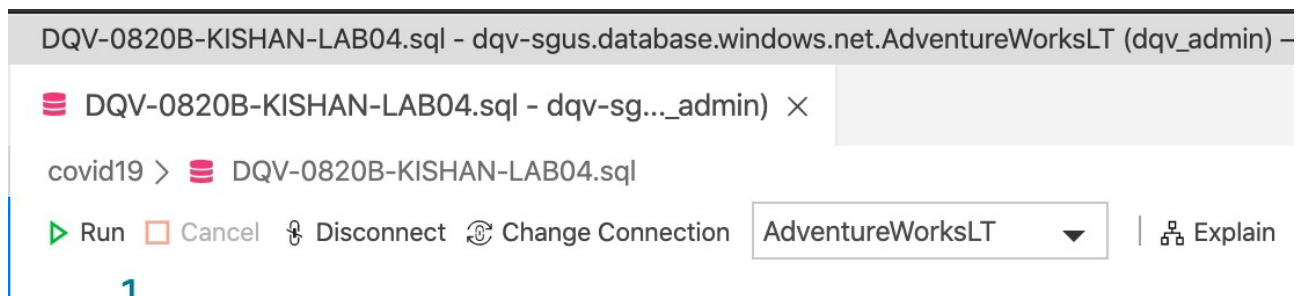 DQV-0820B-KISHAN-LAB04.sql - dqv-sgus.database.windows.net.AdventureWorksLT (dqv_admin) –
DQV-0820B-KISHAN-LAB04.sql - dqv-sg..._admin) ×
covid19 > DQV-0820B-KISHAN-LAB04.sql
Run Cancel Disconnect Change Connection AdventureWorksLT Explain
1